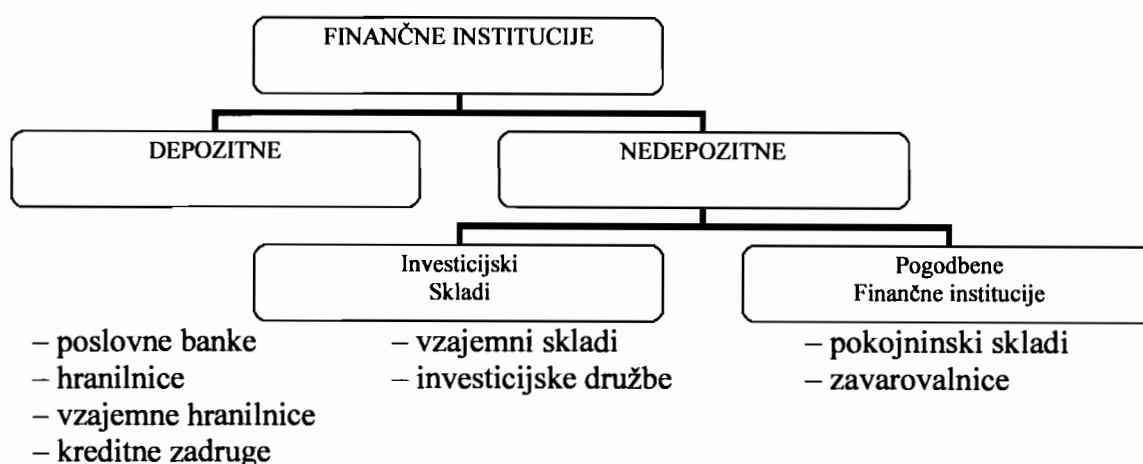 FINANČNE INSTITUCIJE
DEPOZITNE
NEDEPOZITNE
Investicijski
Skladi
Pogodbene
Finančne institucije
– poslovne banke
– hranilnice
– vzajemne hranilnice
– kreditne zadruge
– vzajemni skladi
– investicijske družbe
– pokojninski skladi
– zavarovalnice